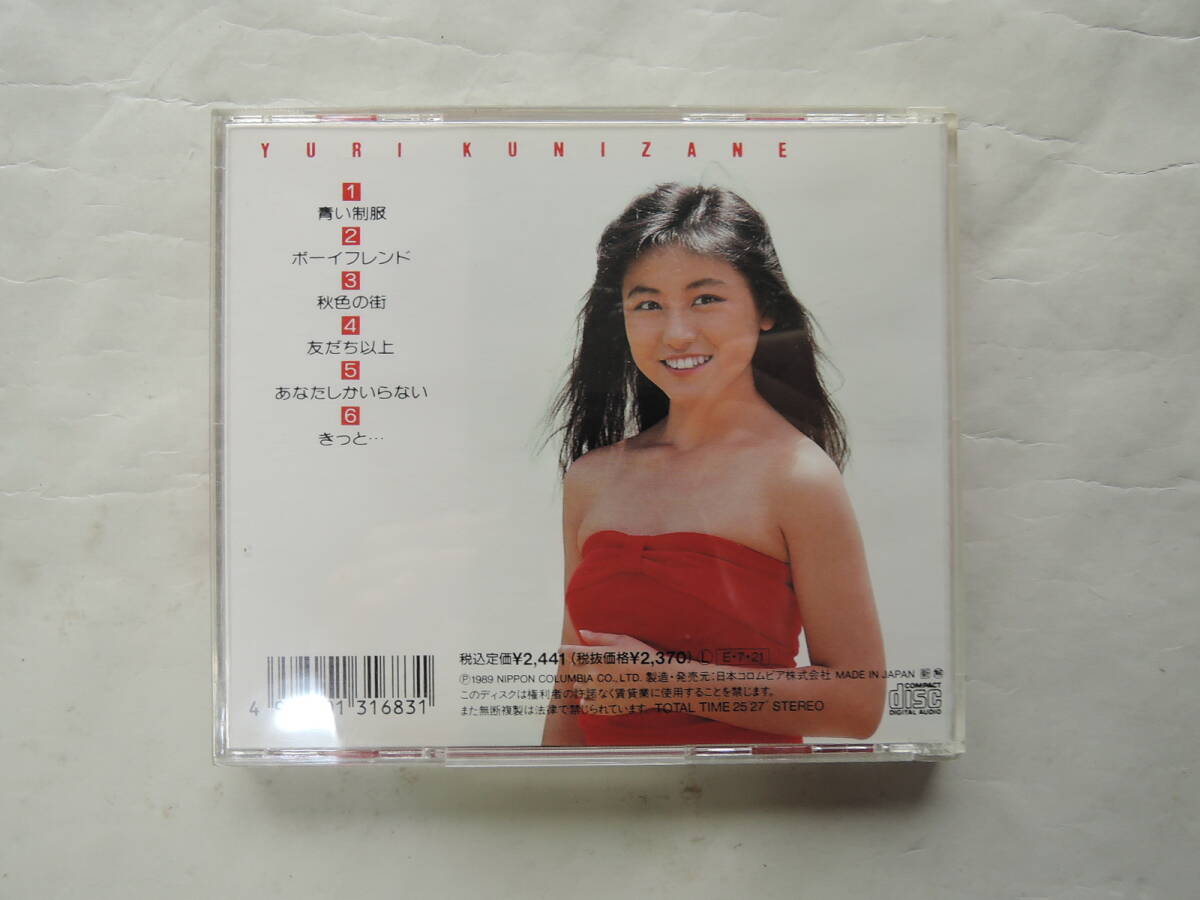 YURI KUNIZANE
1
青い制服
2
ボーイフレンド
3
秋色の街
4
友だち以上
5
あなたしかいらない
6
きっと…
税込定価¥2,441(税抜価格¥2,370) Ⓛ E・7・21
Ⓟ1989 NIPPON COLUMBIA CO., LTD. 製造・発売元:日本コロムビア株式会社 MADE IN JAPAN
このディスクは権利者の許諾なく賃貸業に使用することを禁じます。
また無断複製は法律で禁じられています。 TOTAL TIME 25'27" STEREO
316831
COMPACT
disc
DIGITAL AUDIO